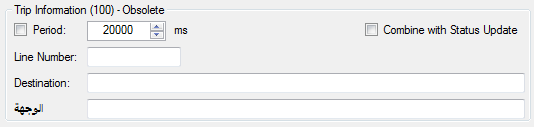 Trip Information (100) - Obsolete
Period: 20000 ms Combine with Status Update
Line Number:
Destination:
الوجهة